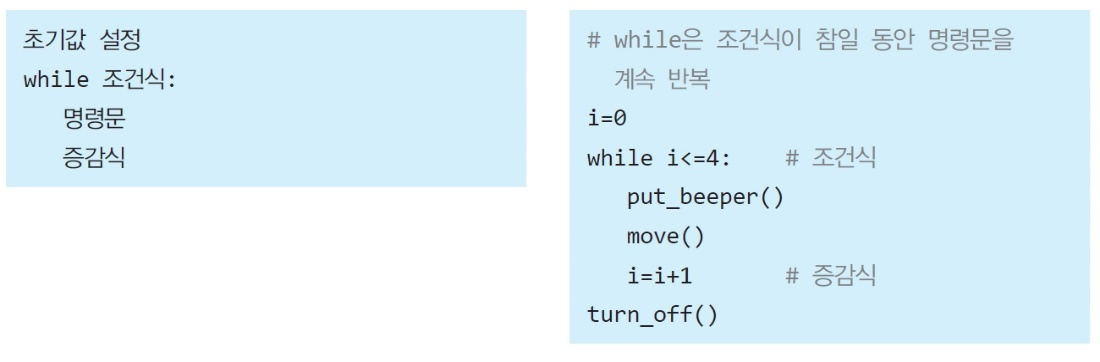 초기값 설정
while 조건식:
명령문
증감식
# while은 조건식이 참일 동안 명령문을
계속 반복
i=0
while i<=4: # 조건식
put_beeper()
move()
i=i+1 # 증감식
turn_off()